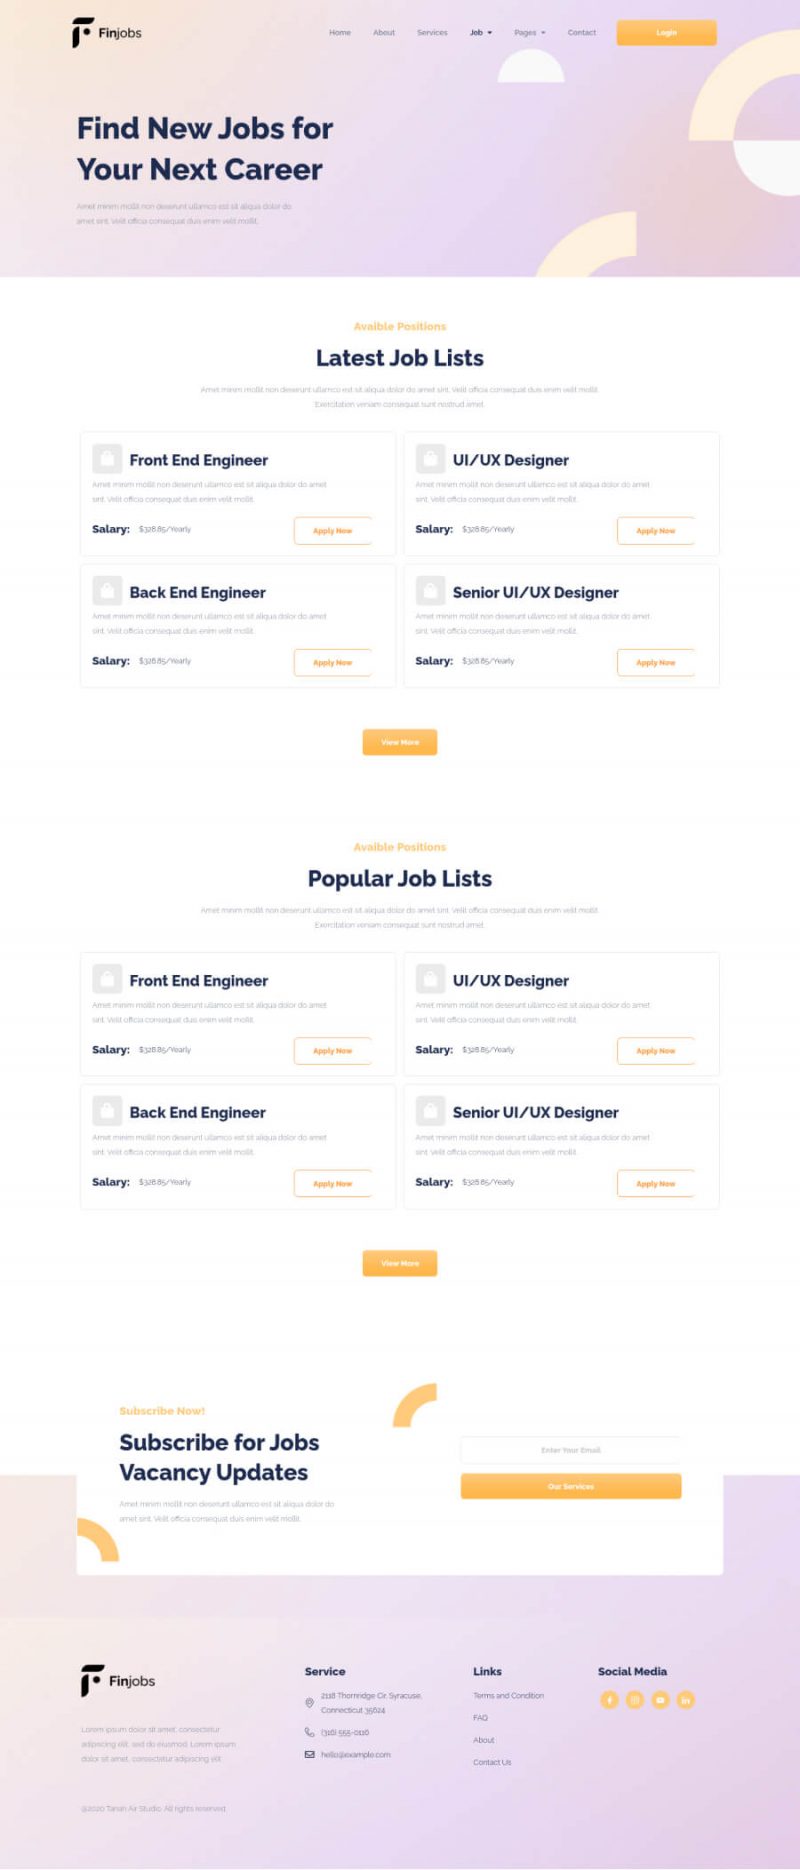 Finjobs
Home About Services Job Pages Contact Login
Find New Jobs for
Your Next Career
Amet minim mollit non deserunt ullamco est sit aliqua dolor do
amet sint. Velit officia consequat duis enim velit mollit.
Avaible Positions
Latest Job Lists
Amet minim mollit non deserunt ullamco est sit aliqua dolor do amet sint. Velit officia consequat duis enim velit mollit.
Exercitation veniam consequat sunt nostrud amet.
Front End Engineer
Amet minim mollit non deserunt ullamco est sit aliqua dolor do amet
sint. Velit officia consequat duis enim velit mollit.
Salary: $328.85/Yearly Apply Now
UI/UX Designer
Amet minim mollit non deserunt ullamco est sit aliqua dolor do amet
sint. Velit officia consequat duis enim velit mollit.
Salary: $328.85/Yearly Apply Now
Back End Engineer
Amet minim mollit non deserunt ullamco est sit aliqua dolor do amet
sint. Velit officia consequat duis enim velit mollit.
Salary: $328.85/Yearly Apply Now
Senior UI/UX Designer
Amet minim mollit non deserunt ullamco est sit aliqua dolor do amet
sint. Velit officia consequat duis enim velit mollit.
Salary: $328.85/Yearly Apply Now
View More
Avaible Positions
Popular Job Lists
Amet minim mollit non deserunt ullamco est sit aliqua dolor do amet sint. Velit officia consequat duis enim velit mollit.
Exercitation veniam consequat sunt nostrud amet.
Front End Engineer
Amet minim mollit non deserunt ullamco est sit aliqua dolor do amet
sint. Velit officia consequat duis enim velit mollit.
Salary: $328.85/Yearly Apply Now
UI/UX Designer
Amet minim mollit non deserunt ullamco est sit aliqua dolor do amet
sint. Velit officia consequat duis enim velit mollit.
Salary: $328.85/Yearly Apply Now
Back End Engineer
Amet minim mollit non deserunt ullamco est sit aliqua dolor do amet
sint. Velit officia consequat duis enim velit mollit.
Salary: $328.85/Yearly Apply Now
Senior UI/UX Designer
Amet minim mollit non deserunt ullamco est sit aliqua dolor do amet
sint. Velit officia consequat duis enim velit mollit.
Salary: $328.85/Yearly Apply Now
View More
Subscribe Now!
Subscribe for Jobs
Vacancy Updates
Amet minim mollit non deserunt ullamco est sit aliqua dolor do
amet sint. Velit officia consequat duis enim velit mollit.
Enter Your Email
Our Services
Finjobs
Lorem ipsum dolor sit amet, consectetur
adipiscing elit, sed do eiusmod. Lorem ipsum
dolor sit amet, consectetur adipiscing elit
@2020 Tanah Air Studio. All rights reserved
Service
2118 Thornridge Cir. Syracuse,
Connecticut 35624
(316) 555-0116
hello@example.com
Links
Terms and Condition
FAQ
About
Contact Us
Social Media